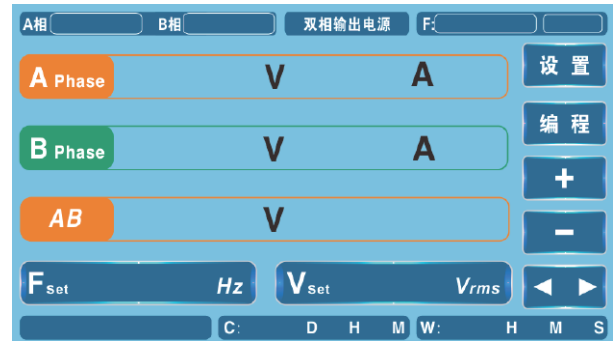 A相 B相 双相输出电源 F:
A Phase V A 设 置
B Phase V A 编 程
+
AB V −
Fset Hz Vset Vrms ◀ ▶
C: D H M W: H M S